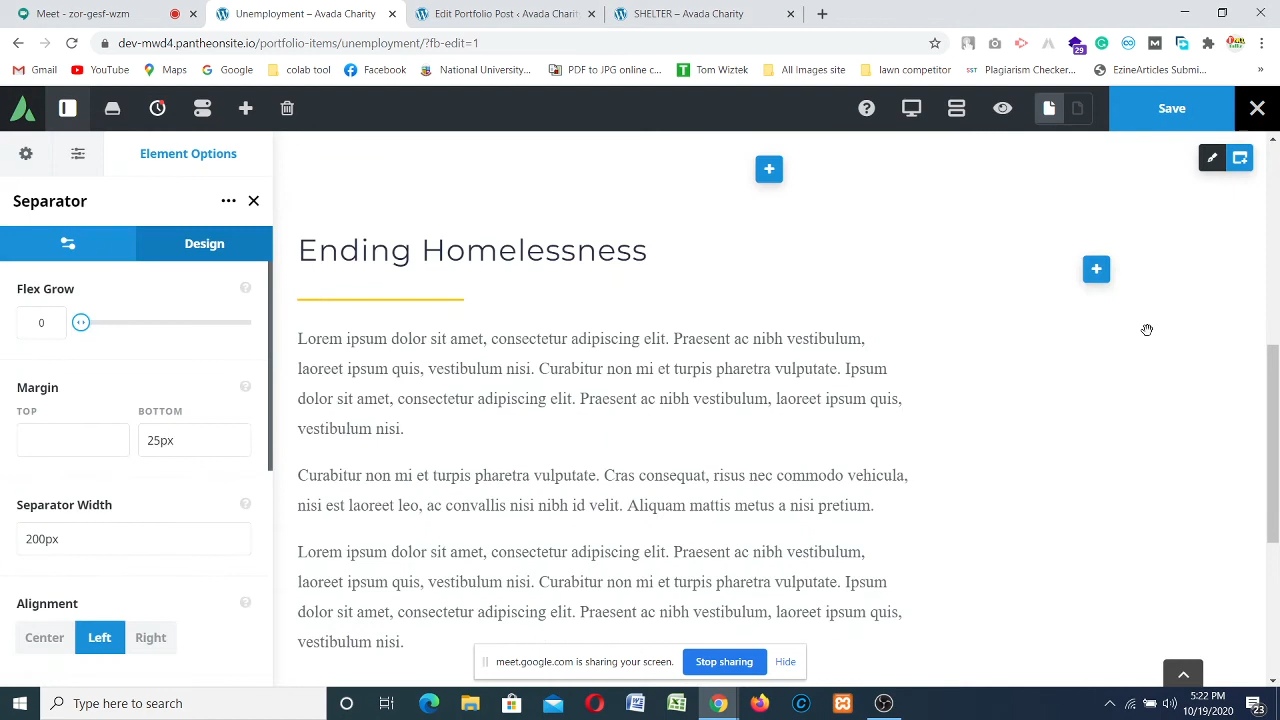 zor-gesf-wzn
Unemployment – Avada Charity
Edit Portfolio Post ‹ Avada Charity
SHELTER – Avada Charity
dev-mwd4.pantheonsite.io/portfolio-items/unemployment/?fb-edit=1
29
Gmail
YouTube
Maps
Google
colab tool
Facebook
National University...
PDF to JPG online c...
Tom Wiztek
All Images site
lawn competitor
SST
Plagiarism Checker...
EzineArticles Submi...
»
Save
Element Options
Separator
Design
Flex Grow
0
Margin
TOP
BOTTOM
25px
Separator Width
200px
Alignment
Center
Left
Right
Ending Homelessness
Lorem ipsum dolor sit amet, consectetur adipiscing elit. Praesent ac nibh vestibulum,
laoreet ipsum quis, vestibulum nisi. Curabitur non mi et turpis pharetra vulputate. Ipsum
dolor sit amet, consectetur adipiscing elit. Praesent ac nibh vestibulum, laoreet ipsum quis,
vestibulum nisi.
Curabitur non mi et turpis pharetra vulputate. Cras consequat, risus nec commodo vehicula,
nisi est laoreet leo, ac convallis nisi nibh id velit. Aliquam mattis metus a nisi pretium.
Lorem ipsum dolor sit amet, consectetur adipiscing elit. Praesent ac nibh vestibulum,
laoreet ipsum quis, vestibulum nisi. Curabitur non mi et turpis pharetra vulputate. Ipsum
dolor sit amet, consectetur adipiscing elit. Praesent ac nibh vestibulum, laoreet ipsum quis,
vestibulum nisi.
meet.google.com is sharing your screen.
Stop sharing
Hide
Type here to search
5:22 PM
10/19/2020
23